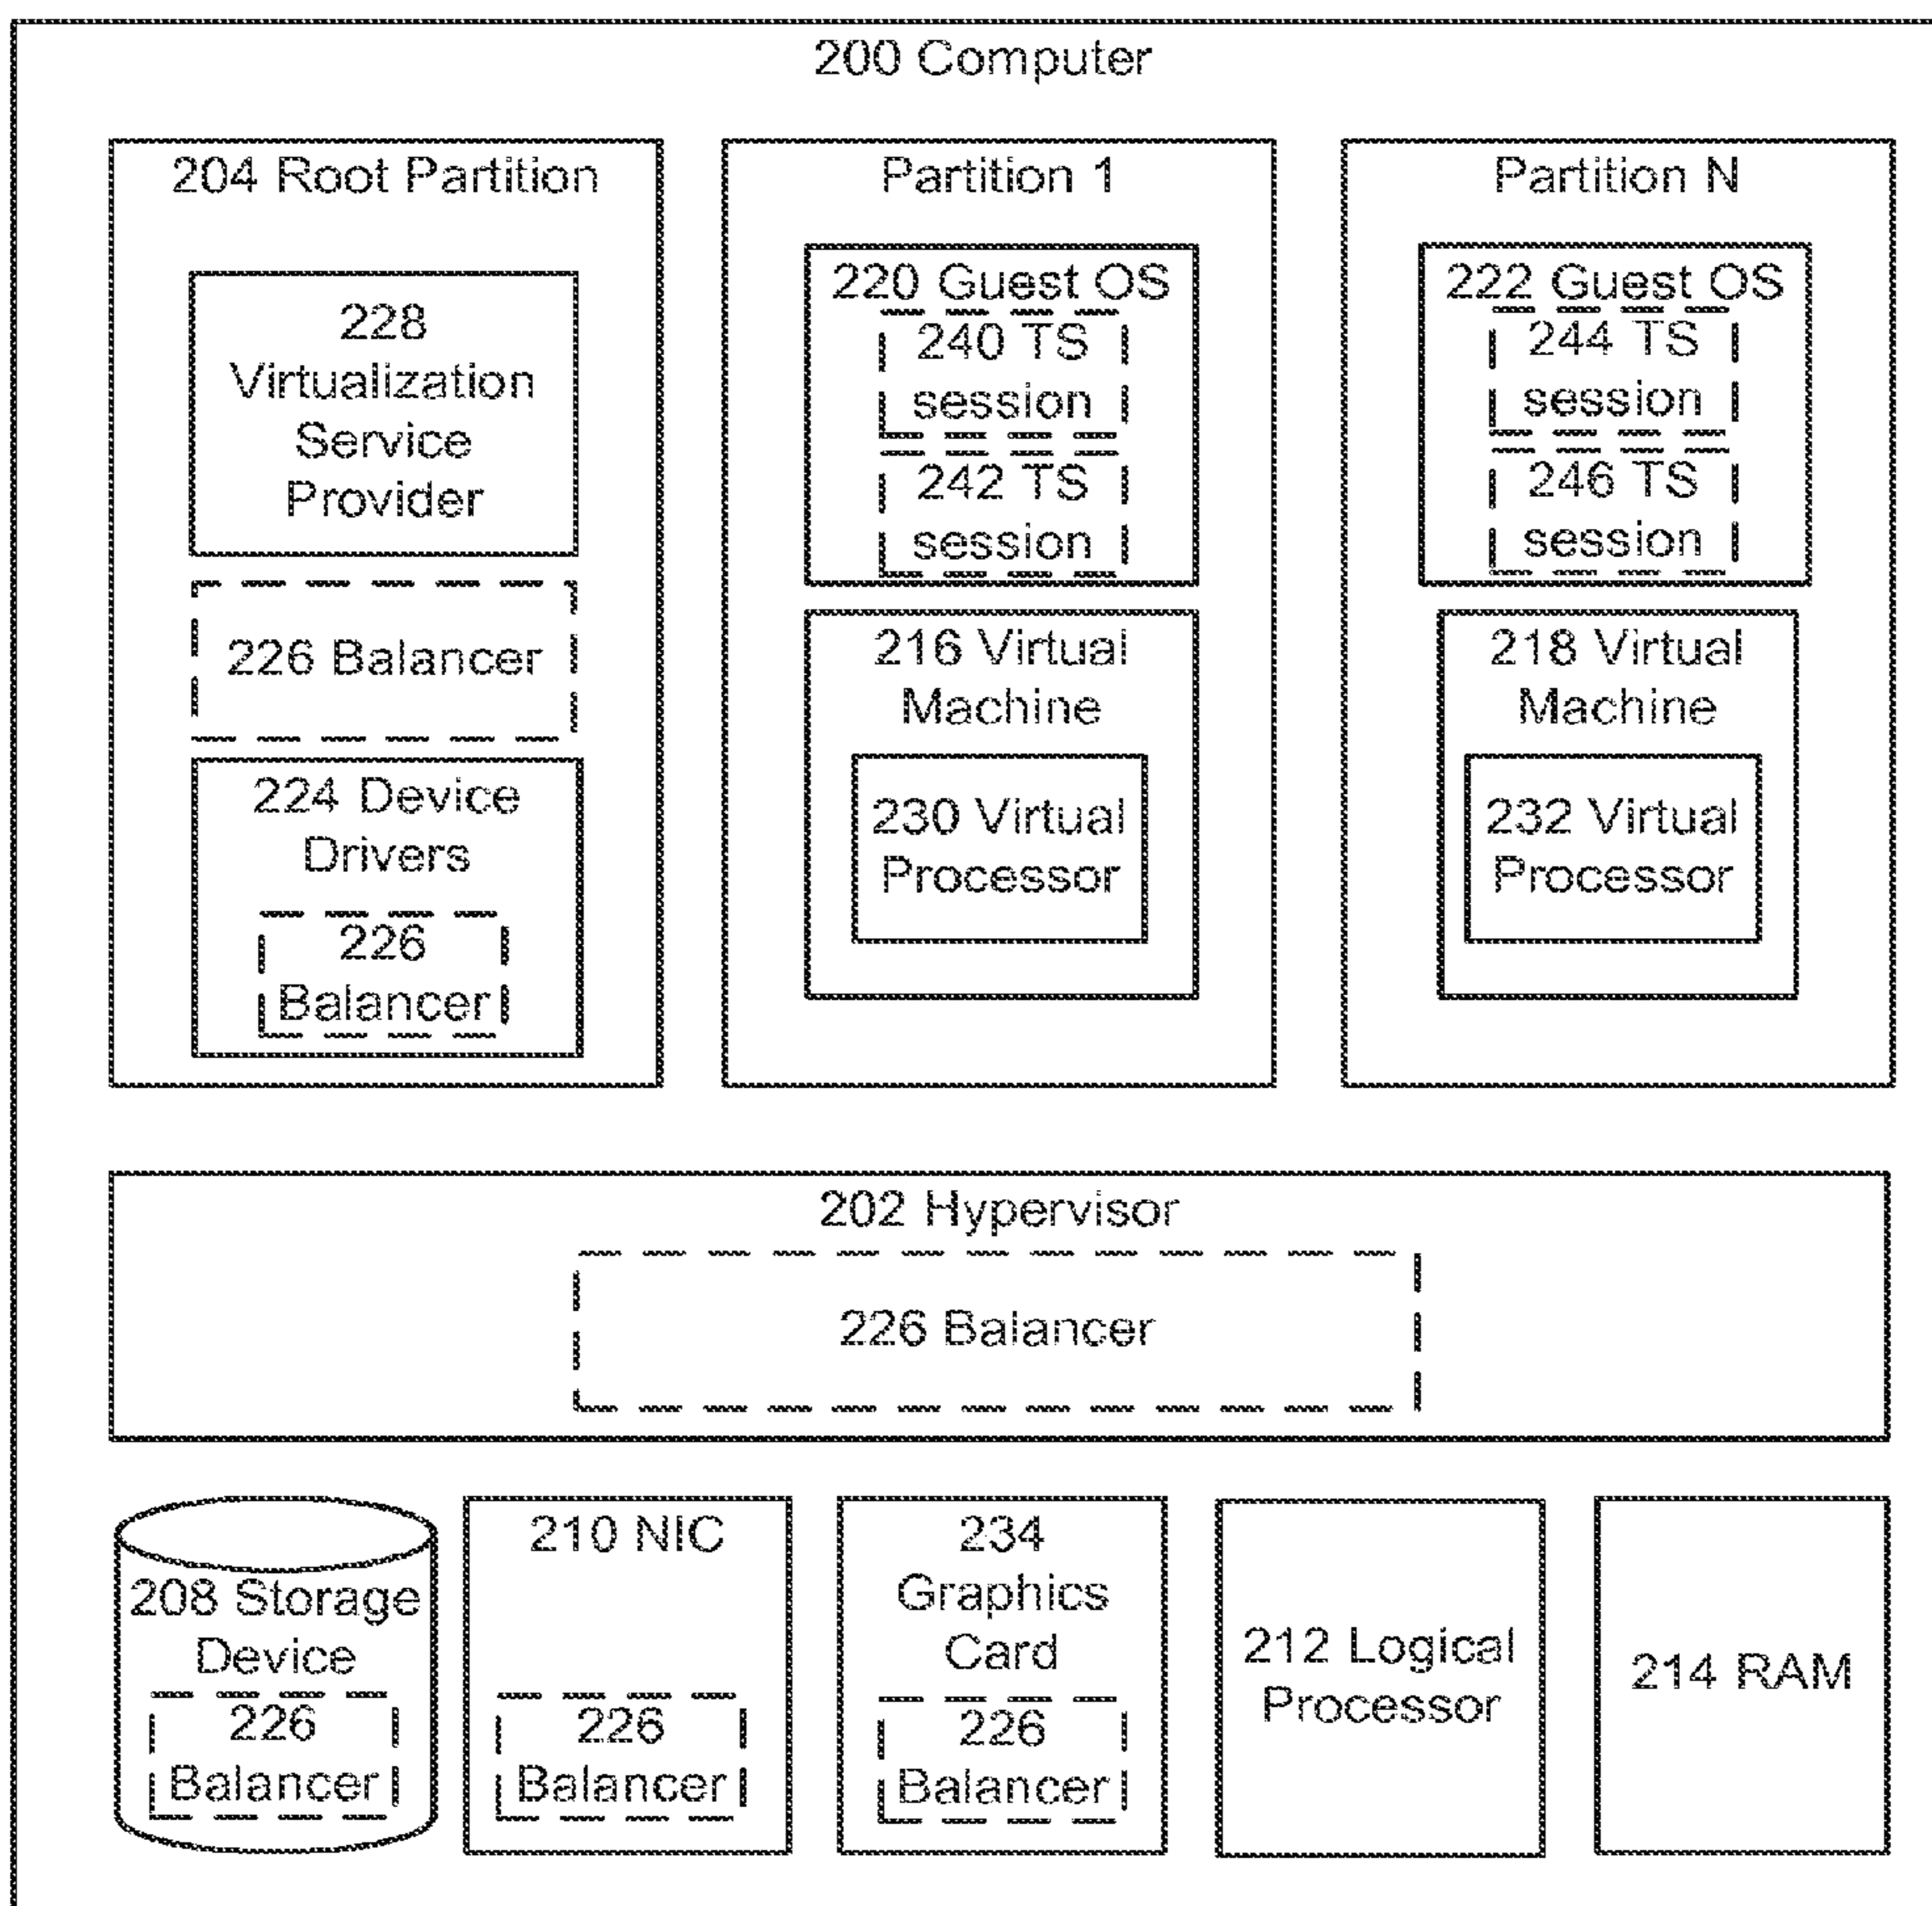 200 Computer
204 Root Partition
228
Virtualization
Service
Provider
226 Balancer
224 Device
Drivers
226
Balancer
Partition 1
220 Guest OS
240 TS
session
242 TS
session
216 Virtual
Machine
230 Virtual
Processor
Partition N
222 Guest OS
244 TS
session
246 TS
session
218 Virtual
Machine
232 Virtual
Processor
202 Hypervisor
226 Balancer
208 Storage
Device
226
Balancer
210 NIC
226
Balancer
234
Graphics
Card
226
Balancer
212 Logical
Processor
214 RAM